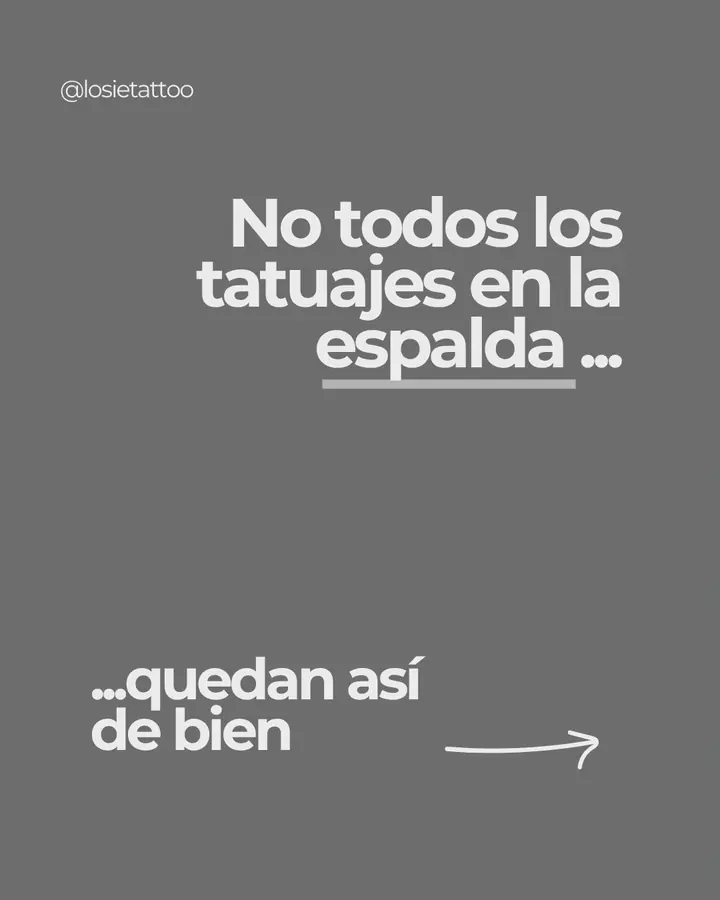 @losietattoo
No todos los
tatuajes en la
espalda ...
...quedan así
de bien